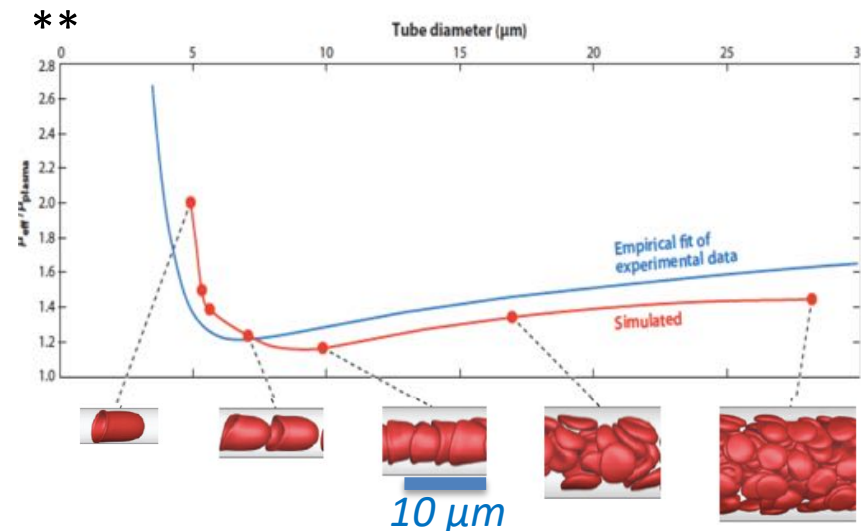 **
Tube diameter (µm)
0 5 10 15 20 25 3
2.8
2.6
2.4
2.2
2.0
1.8
1.6
1.4
1.2
1.0
µeff/µplasma
Empirical fit of
experimental data
Simulated
10 µm